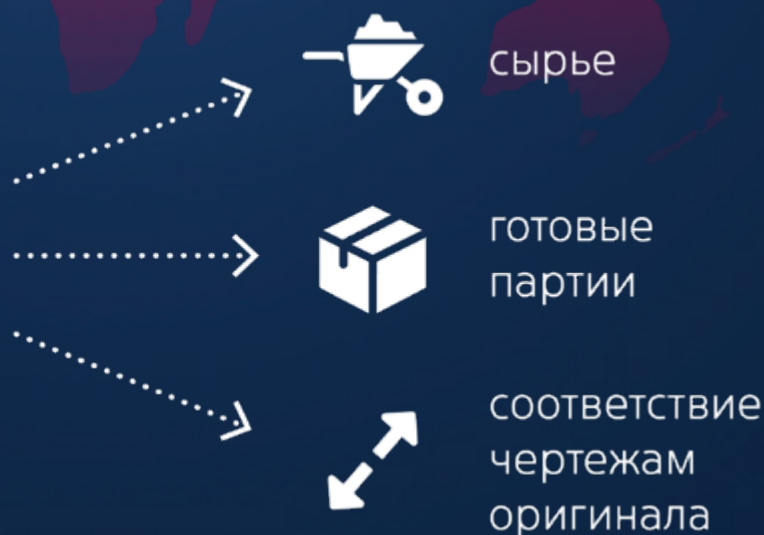 сырье
готовые
партии
соответствие
чертежам
оригинала